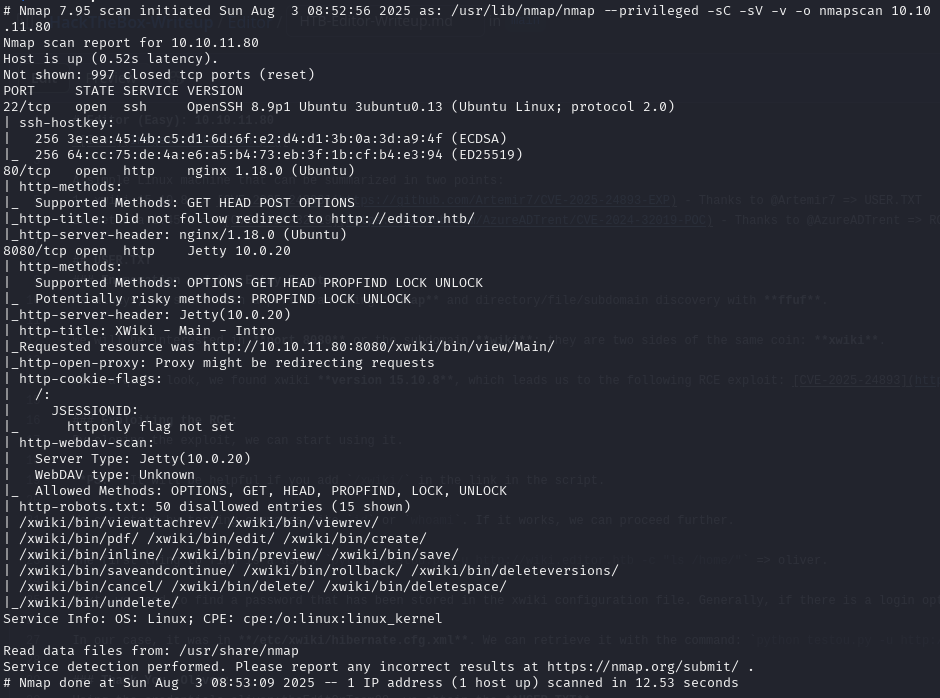 # Nmap 7.95 scan initiated Sun Aug  3 08:52:56 2025 as: /usr/lib/nmap/nmap --privileged -sC -sV -v -o nmapscan 10.10
.11.80
Nmap scan report for 10.10.11.80
Host is up (0.52s latency).
Not shown: 997 closed tcp ports (reset)
PORT     STATE SERVICE VERSION
22/tcp   open  ssh     OpenSSH 8.9p1 Ubuntu 3ubuntu0.13 (Ubuntu Linux; protocol 2.0)
| ssh-hostkey:
|   256 3e:ea:45:4b:c5:d1:6d:6f:e2:d4:d1:3b:0a:3d:a9:4f (ECDSA)
|_  256 64:cc:75:de:4a:e6:a5:b4:73:eb:3f:1b:cf:b4:e3:94 (ED25519)
80/tcp   open  http    nginx 1.18.0 (Ubuntu)
| http-methods:
|_  Supported Methods: GET HEAD POST OPTIONS
|_http-title: Did not follow redirect to http://editor.htb/
|_http-server-header: nginx/1.18.0 (Ubuntu)
8080/tcp open  http    Jetty 10.0.20
| http-methods:
|   Supported Methods: OPTIONS GET HEAD PROPFIND LOCK UNLOCK
|_  Potentially risky methods: PROPFIND LOCK UNLOCK
|_http-server-header: Jetty(10.0.20)
| http-title: XWiki - Main - Intro
|_Requested resource was http://10.10.11.80:8080/xwiki/bin/view/Main/
|_http-open-proxy: Proxy might be redirecting requests
| http-cookie-flags:
|   /:
|     JSESSIONID:
|_      httponly flag not set
| http-webdav-scan:
|   Server Type: Jetty(10.0.20)
|   WebDAV type: Unknown
|_  Allowed Methods: OPTIONS, GET, HEAD, PROPFIND, LOCK, UNLOCK
| http-robots.txt: 50 disallowed entries (15 shown)
| /xwiki/bin/viewattachrev/ /xwiki/bin/viewrev/
| /xwiki/bin/pdf/ /xwiki/bin/edit/ /xwiki/bin/create/
| /xwiki/bin/inline/ /xwiki/bin/preview/ /xwiki/bin/save/
| /xwiki/bin/saveandcontinue/ /xwiki/bin/rollback/ /xwiki/bin/deleteversions/
| /xwiki/bin/cancel/ /xwiki/bin/delete/ /xwiki/bin/deletespace/
|_/xwiki/bin/undelete/
Service Info: OS: Linux; CPE: cpe:/o:linux:linux_kernel

Read data files from: /usr/share/nmap
Service detection performed. Please report any incorrect results at https://nmap.org/submit/ .
# Nmap done at Sun Aug  3 08:53:09 2025 -- 1 IP address (1 host up) scanned in 12.53 seconds